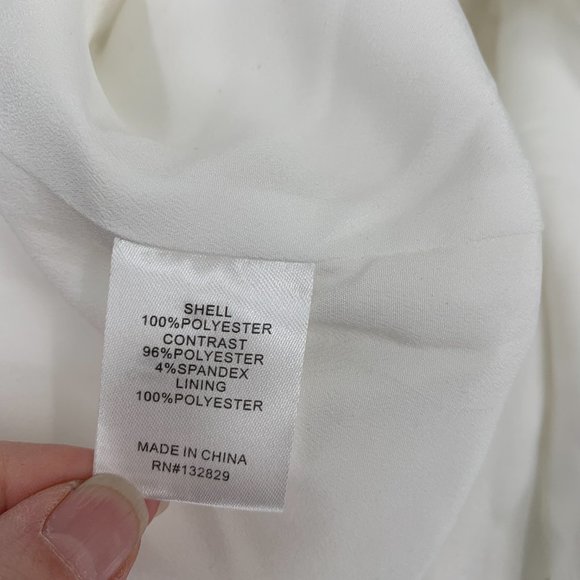 SHELL
100%POLYESTER
CONTRAST
96%POLYESTER
4%SPANDEX
LINING
100%POLYESTER
MADE IN CHINA
RN#132829